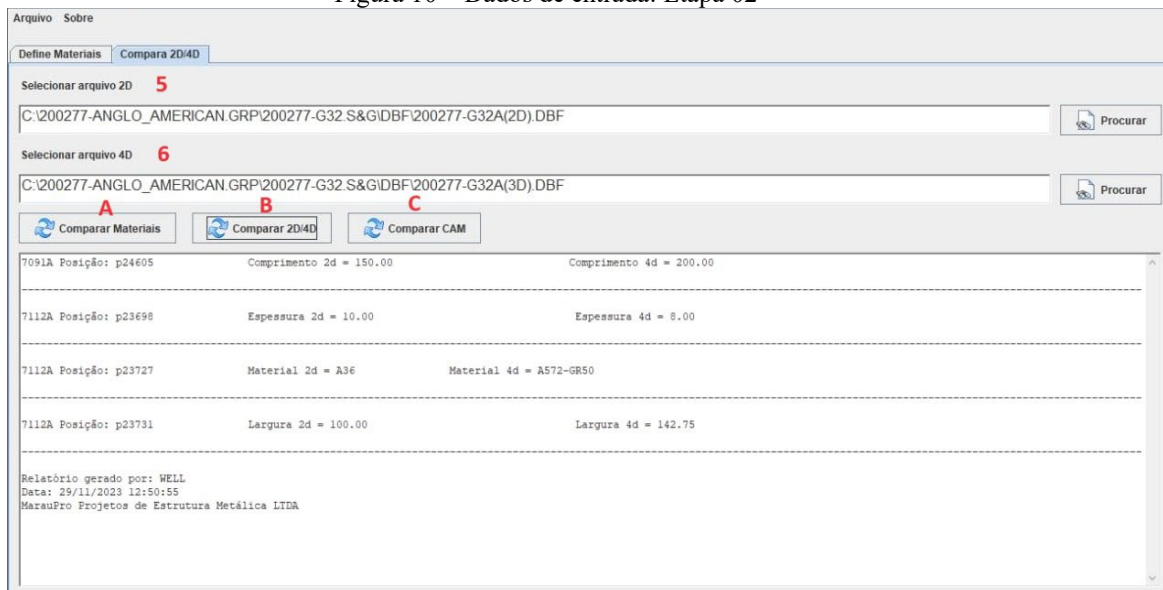 Figura 10 – Dados de entrada: Etapa 02
Arquivo Sobre
Define Materiais Compara 2D/4D
Selecionar arquivo 2D 5
C:\200277-ANGLO_AMERICAN.GRP\200277-G32.S&G\DBF\200277-G32A(2D).DBF Procurar
Selecionar arquivo 4D 6
C:\200277-ANGLO_AMERICAN.GRP\200277-G32.S&G\DBF\200277-G32A(3D).DBF Procurar
A B C
Comparar Materiais Comparar 2D/4D Comparar CAM
7091A Posição: p24605 Comprimento 2d = 150.00 Comprimento 4d = 200.00
7112A Posição: p23698 Espessura 2d = 10.00 Espessura 4d = 8.00
7112A Posição: p23727 Material 2d = A36 Material 4d = A572-GR50
7112A Posição: p23731 Largura 2d = 100.00 Largura 4d = 142.75
Relatório gerado por: WELL
Data: 29/11/2023 12:50:55
MarauPro Projetos de Estrutura Metálica LTDA